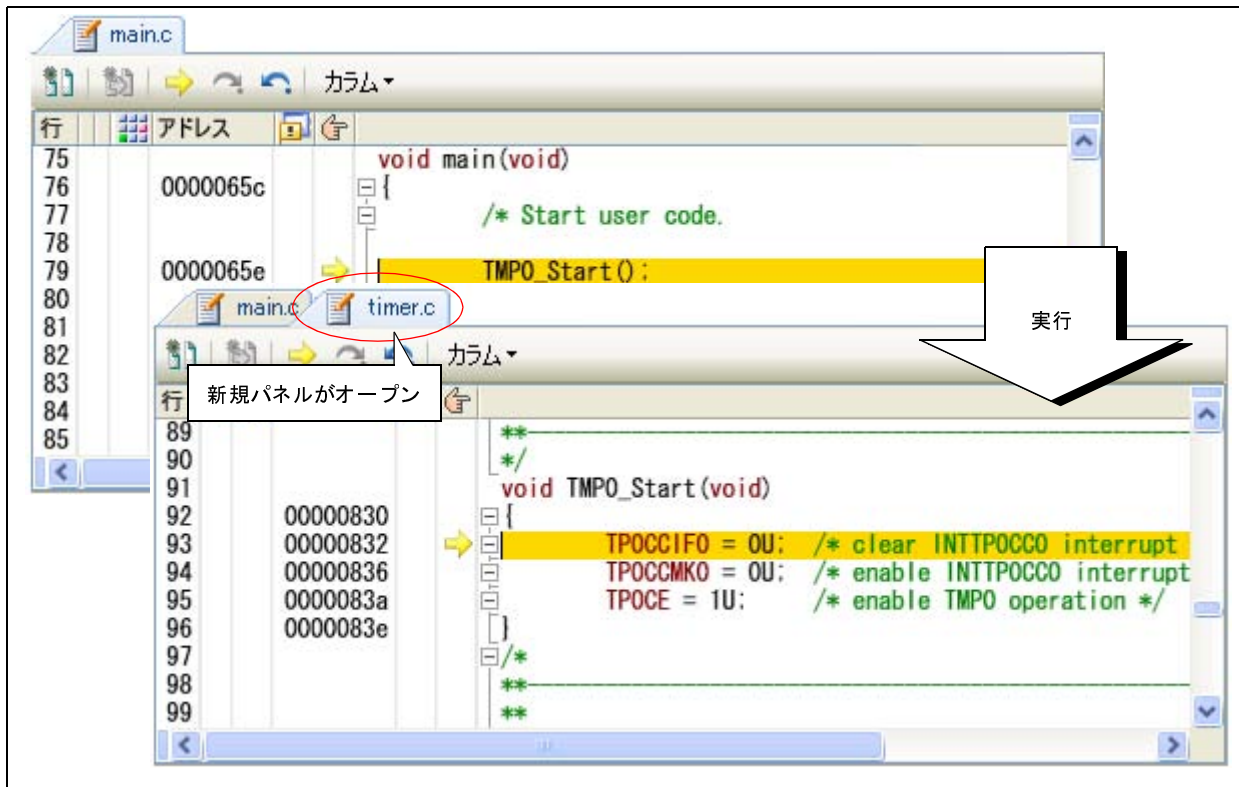 main.c
カラム
行 アドレス
75 void main(void)
76 0000065c {
77 /* Start user code.
78
79 0000065e TMP0_Start();
80
81
82
83
84
85
実行
main.c timer.c
カラム
新規パネルがオープン
行
89 **
90 */
91 void TMP0_Start(void)
92 00000830 {
93 00000832 TP0CCIF0 = 0U; /* clear INTTP0CC0 interrupt
94 00000836 TP0CCMK0 = 0U; /* enable INTTP0CC0 interrupt
95 0000083a TP0CE = 1U; /* enable TMP0 operation */
96 0000083e }
97 /*
98 **
99 **